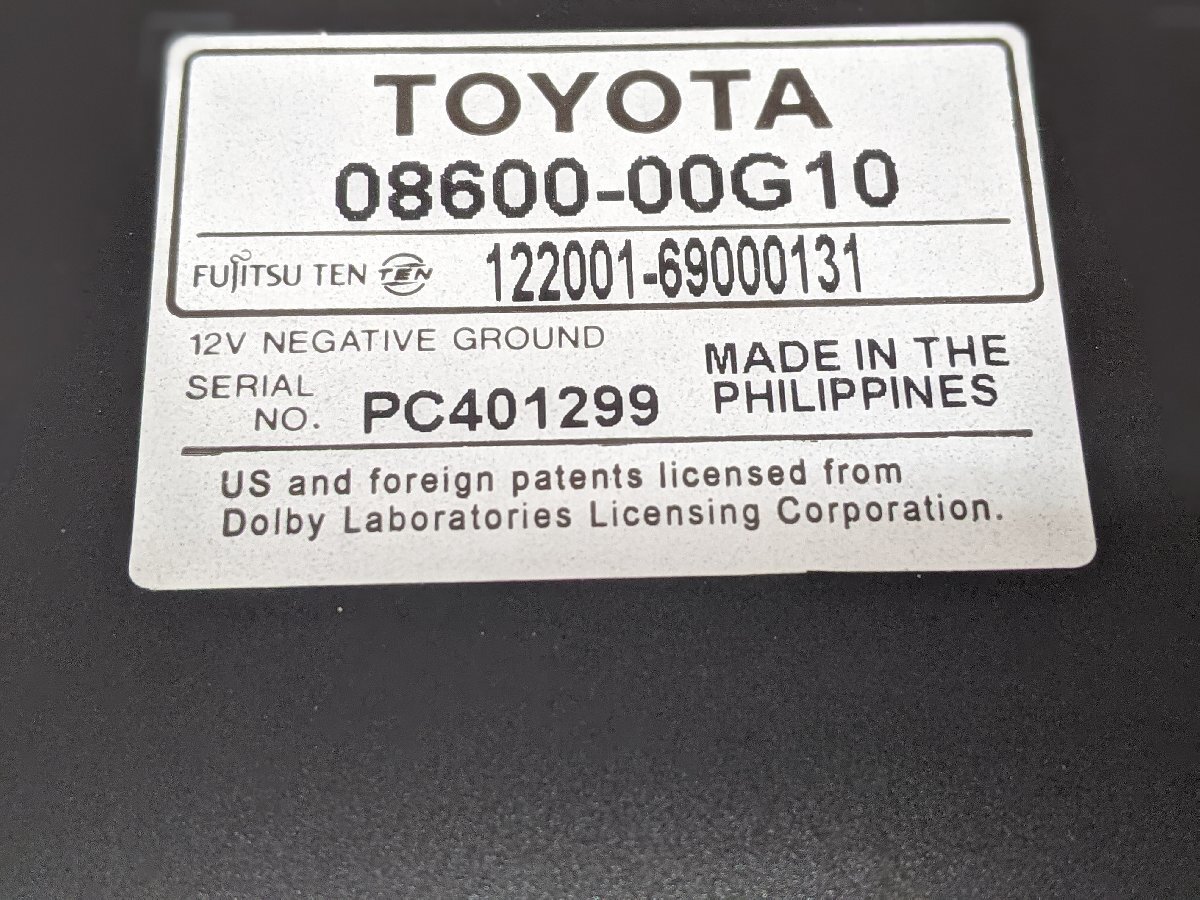 TOYOTA
08600-00G10
FUJITSU TEN TEN 122001-69000131
12V NEGATIVE GROUND
SERIAL NO. PC401299
MADE IN THE
PHILIPPINES
US and foreign patents licensed from
Dolby Laboratories Licensing Corporation.